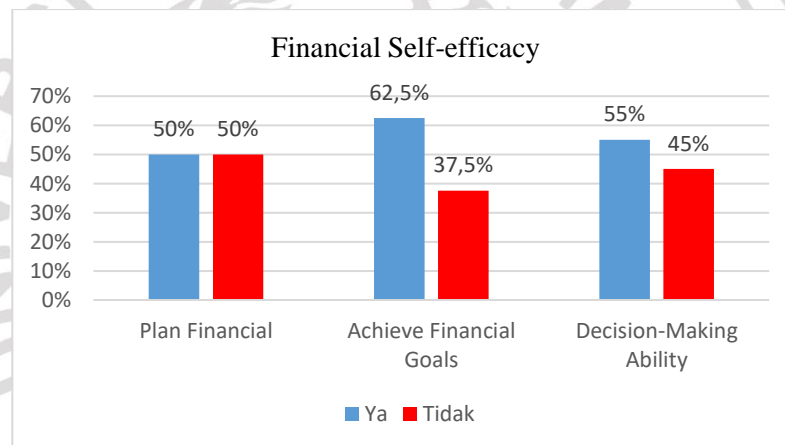 Financial Self-efficacy
70%
60%
50%
40%
30%
20%
10%
0%
50%
50%
62,5%
37,5%
55%
45%
Plan Financial
Achieve Financial
Goals
Decision-Making
Ability
Ya
Tidak